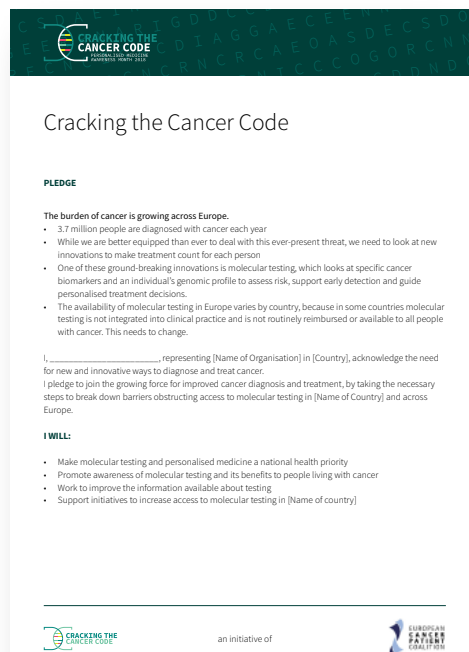 CRACKING THE
CANCER CODE
PERSONALISED MEDICINE
AWARENESS MONTH 2018
Cracking the Cancer Code
PLEDGE
The burden of cancer is growing across Europe.
• 3.7 million people are diagnosed with cancer each year
• While we are better equipped than ever to deal with this ever-present threat, we need to look at new
innovations to make treatment count for each person
• One of these ground-breaking innovations is molecular testing, which looks at specific cancer
biomarkers and an individual's genomic profile to assess risk, support early detection and guide
personalised treatment decisions.
• The availability of molecular testing in Europe varies by country, because in some countries molecular
testing is not integrated into clinical practice and is not routinely reimbursed or available to all people
with cancer. This needs to change.
I, _______________________, representing [Name of Organisation] in [Country], acknowledge the need
for new and innovative ways to diagnose and treat cancer.
I pledge to join the growing force for improved cancer diagnosis and treatment, by taking the necessary
steps to break down barriers obstructing access to molecular testing in [Name of Country] and across
Europe.
I WILL:
• Make molecular testing and personalised medicine a national health priority
• Promote awareness of molecular testing and its benefits to people living with cancer
• Work to improve the information available about testing
• Support initiatives to increase access to molecular testing in [Name of country]
CRACKING THE
CANCER CODE
an initiative of
EUROPEAN
CANCER
PATIENT
COALITION